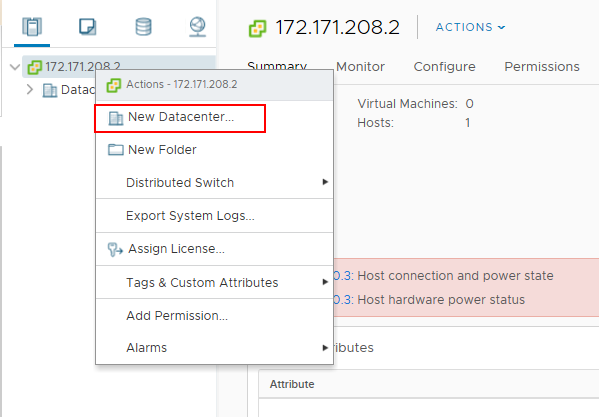 172.171.208.2
ACTIONS
172.171.208.2
Summary
Monitor
Configure
Permissions
Actions - 172.171.208.2
New Datacenter...
New Folder
Distributed Switch
Export System Logs...
Assign License...
Tags & Custom Attributes
Add Permission...
Alarms
Virtual Machines: 0
Hosts: 1
0.3: Host connection and power state
0.3: Host hardware power status
Attribute